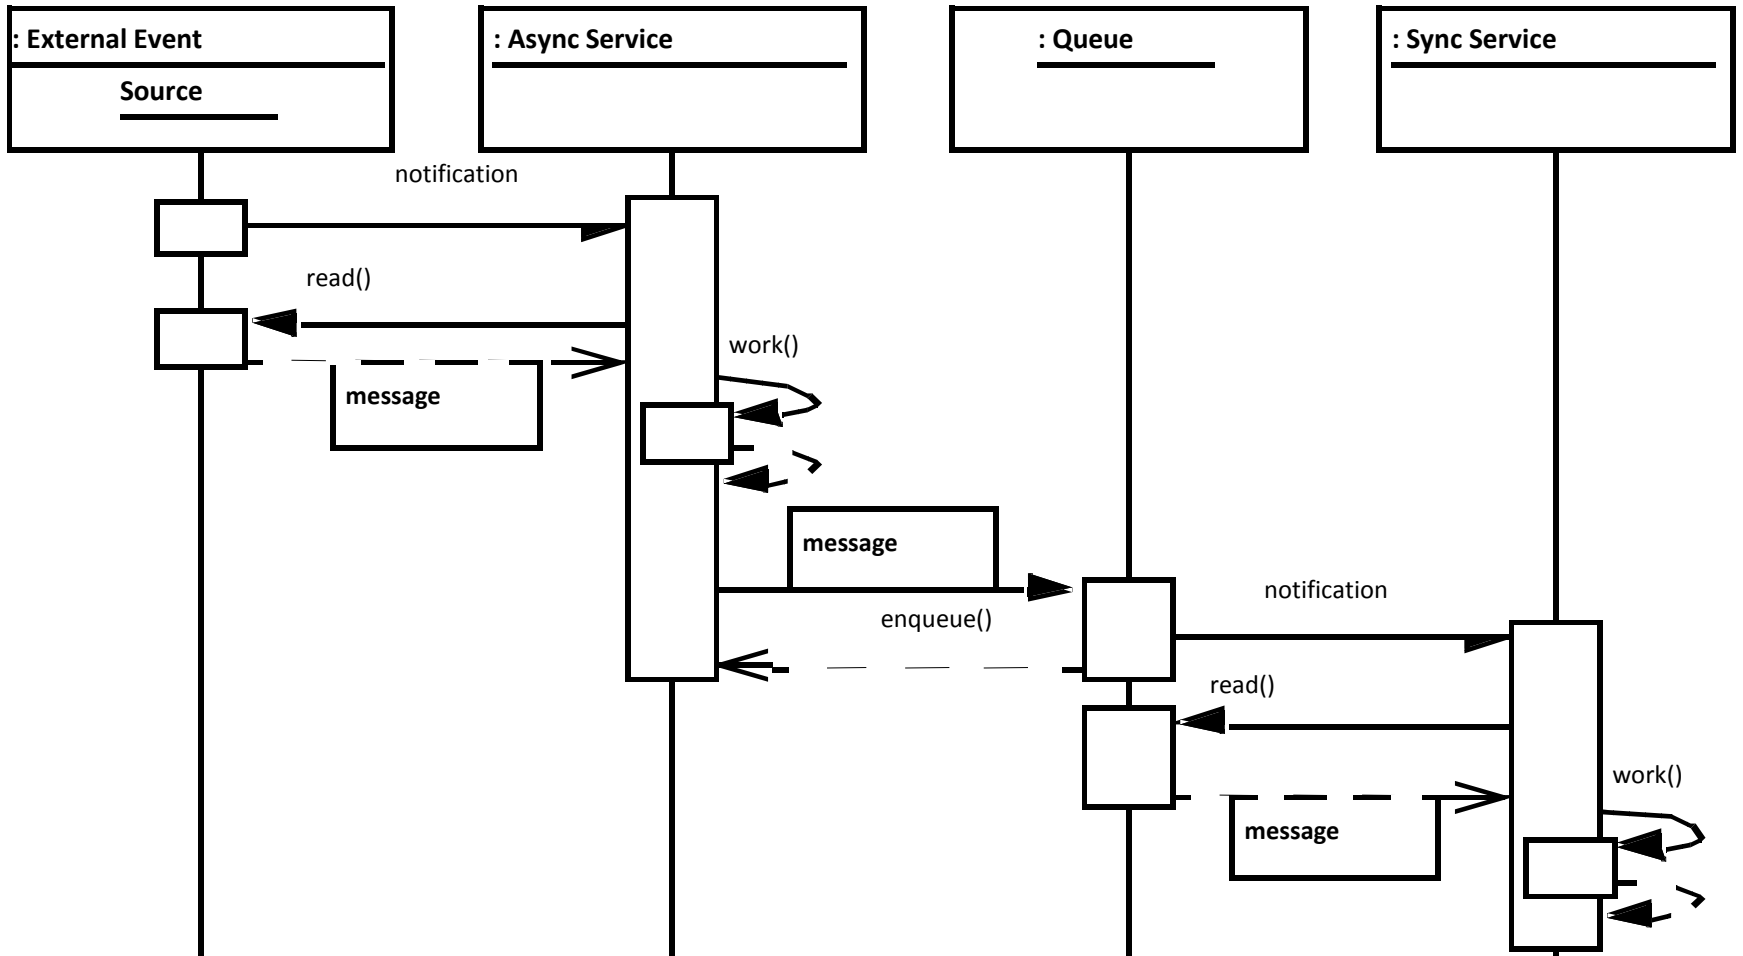 : External Event
Source
: Async Service
: Queue
: Sync Service
notification
read()
work()
message
message
enqueue()
notification
read()
work()
message